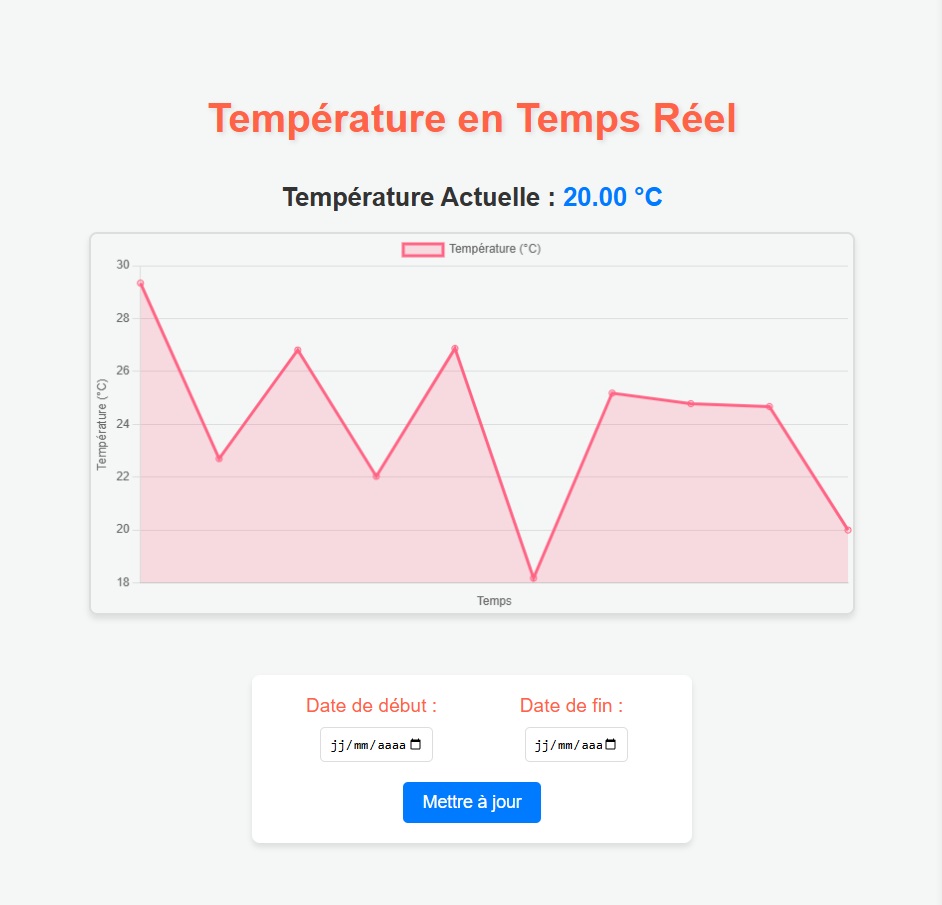 Température en Temps Réel
Température Actuelle : 20.00 °C
Température (°C)
30
28
26
24
22
20
18
Température (°C)
Temps
Date de début :
Date de fin :
jj/mm/aaaa
jj/mm/aaa
Mettre à jour